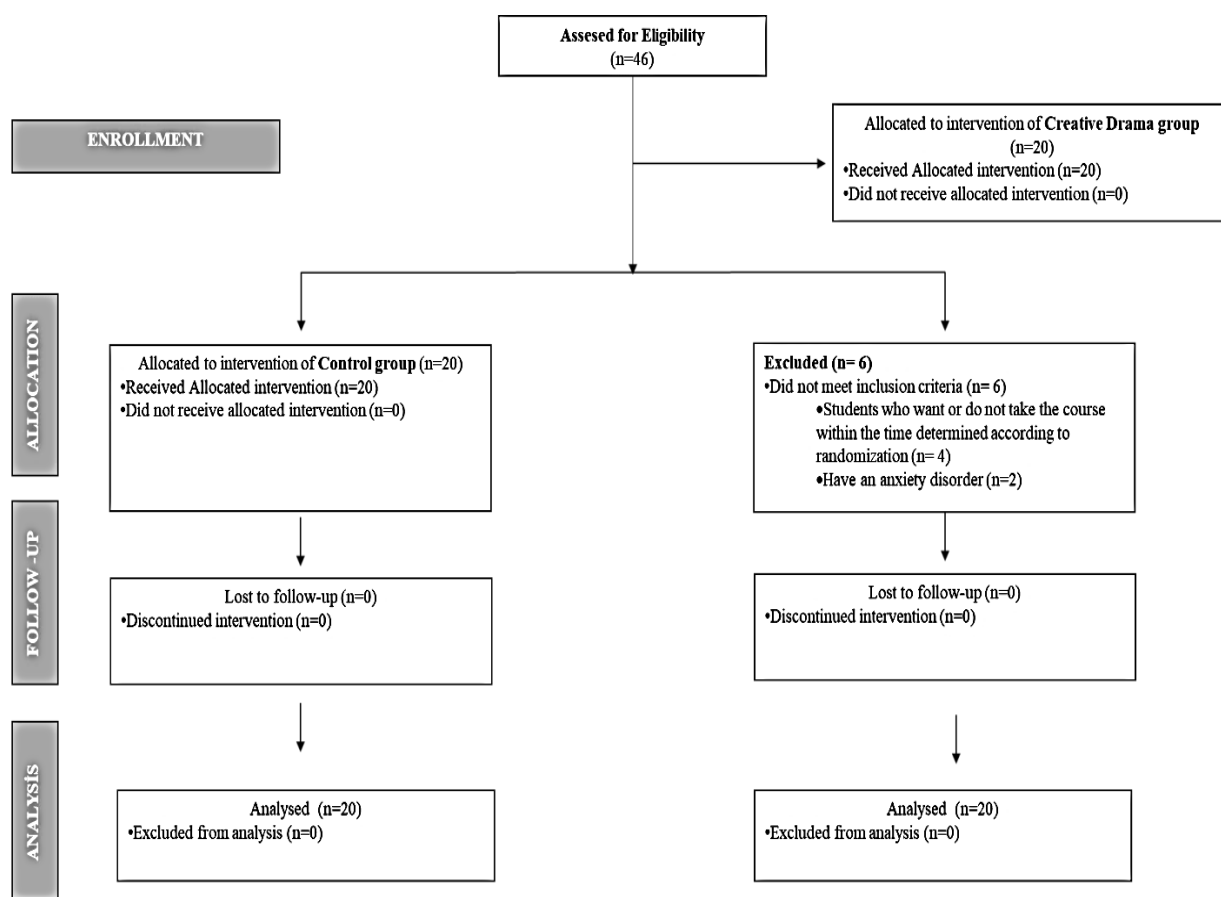 Assesed for Eligibility
(n=46)
ENROLLMENT
Allocated to intervention of Creative Drama group
(n=20)
•Received Allocated intervention (n=20)
•Did not receive allocated intervention (n=0)
ALLOCATION
Allocated to intervention of Control group (n=20)
•Received Allocated intervention (n=20)
•Did not receive allocated intervention (n=0)
Excluded (n= 6)
•Did not meet inclusion criteria (n= 6)
•Students who want or do not take the course
within the time determined according to
randomization (n= 4)
•Have an anxiety disorder (n=2)
FOLLOW -UP
Lost to follow-up (n=0)
•Discontinued intervention (n=0)
Lost to follow-up (n=0)
•Discontinued intervention (n=0)
ANALYSİS
Analysed (n=20)
•Excluded from analysis (n=0)
Analysed (n=20)
•Excluded from analysis (n=0)